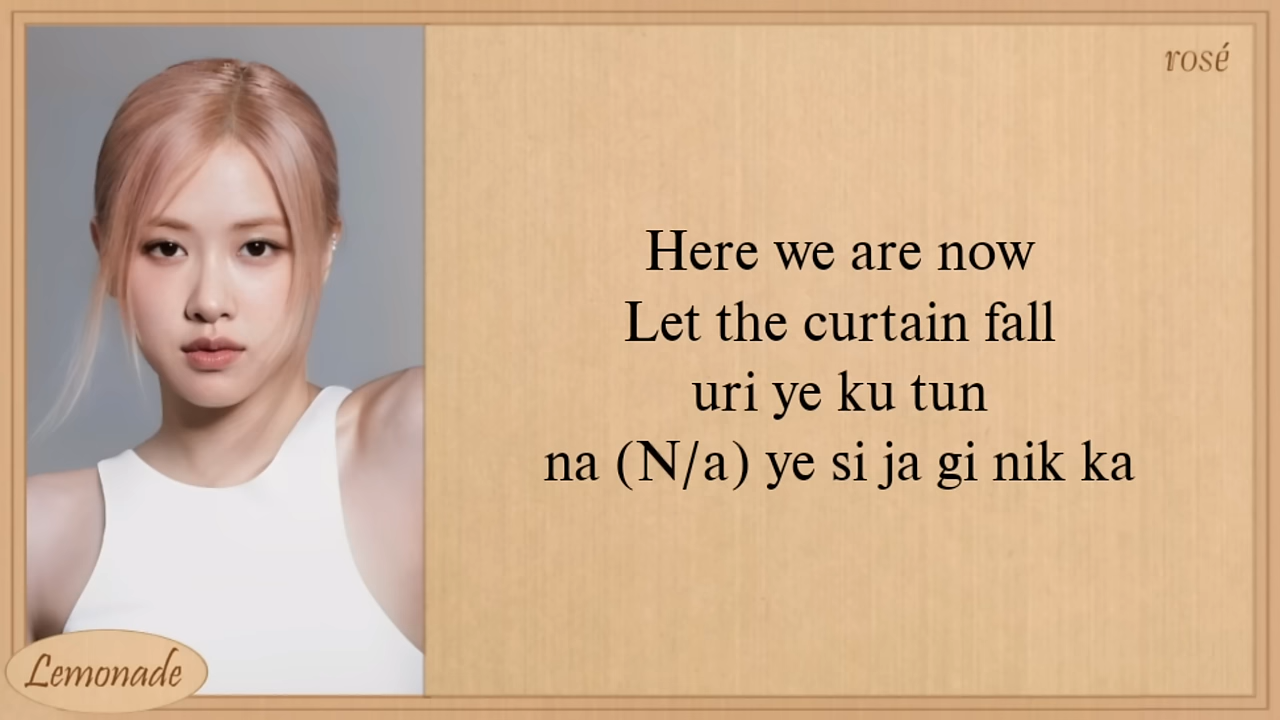 rosé
Here we are now
Let the curtain fall
uri ye ku tun
na (N/a) ye si ja gi nik ka
Lemonade